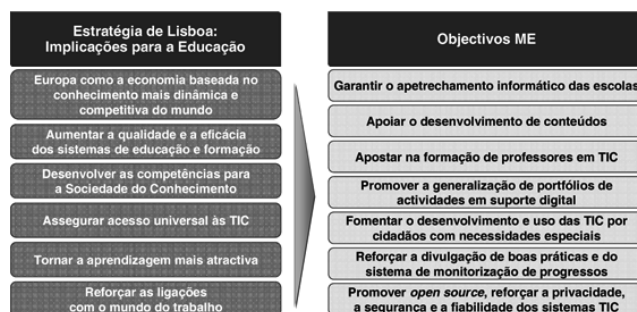 Estratégia de Lisboa:
Implicações para a Educação
Europa como a economia baseada no
conhecimento mais dinâmica e
competitiva do mundo
Aumentar a qualidade e a eficácia
dos sistemas de educação e formação
Desenvolver as competências para
a Sociedade do Conhecimento
Assegurar acesso universal às TIC
Tornar a aprendizagem mais atractiva
Reforçar as ligações
com o mundo do trabalho
Objectivos ME
Garantir o apetrechamento informático das escolas
Apoiar o desenvolvimento de conteúdos
Apostar na formação de professores em TIC
Promover a generalização de portfólios de
actividades em suporte digital
Fomentar o desenvolvimento e uso das TIC por
cidadãos com necessidades especiais
Reforçar a divulgação de boas práticas e do
sistema de monitorização de progressos
Promover open source, reforçar a privacidade,
a segurança e a fiabilidade dos sistemas TIC